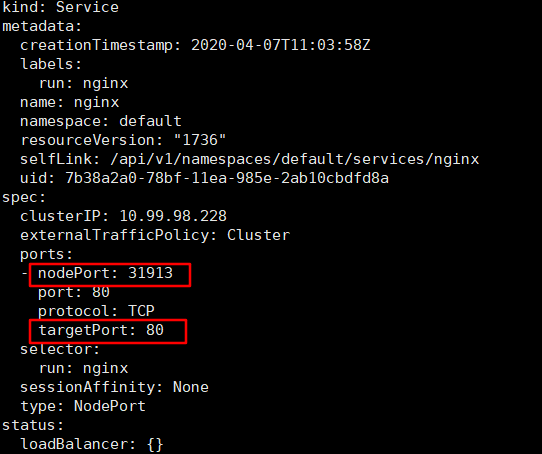 kind: Service
metadata:
  creationTimestamp: 2020-04-07T11:03:58Z
  labels:
    run: nginx
  name: nginx
  namespace: default
  resourceVersion: "1736"
  selfLink: /api/v1/namespaces/default/services/nginx
  uid: 7b38a2a0-78bf-11ea-985e-2ab10cbdfd8a
spec:
  clusterIP: 10.99.98.228
  externalTrafficPolicy: Cluster
  ports:
  - nodePort: 31913
    port: 80
    protocol: TCP
    targetPort: 80
  selector:
    run: nginx
  sessionAffinity: None
  type: NodePort
status:
  loadBalancer: {}